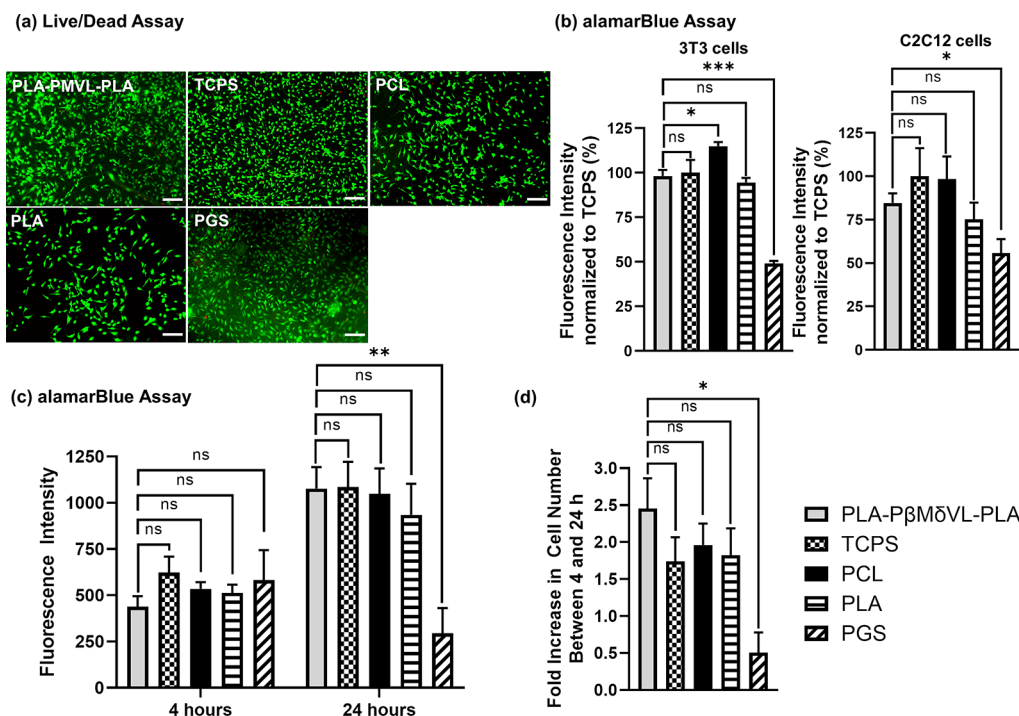 (a) Live/Dead Assay
PLA-PMVL-PLA
TCPS
PCL
PLA
PGS
(b) alamarBlue Assay
3T3 cells
***
ns
*
ns
125
100
75
50
25
0
Fluorescence Intensity
normalized to TCPS (%)
C2C12 cells
*
ns
ns
ns
125
100
75
50
25
0
Fluorescence Intensity
normalized to TCPS (%)
(c) alamarBlue Assay
ns
ns
ns
ns
**
ns
ns
ns
1250
1000
750
500
250
0
Fluorescence Intensity
4 hours
24 hours
(d)
*
ns
ns
ns
3.0
2.5
2.0
1.5
1.0
0.5
0.0
Fold Increase in Cell Number
Between 4 and 24 h
PLA-PβMδVL-PLA
TCPS
PCL
PLA
PGS